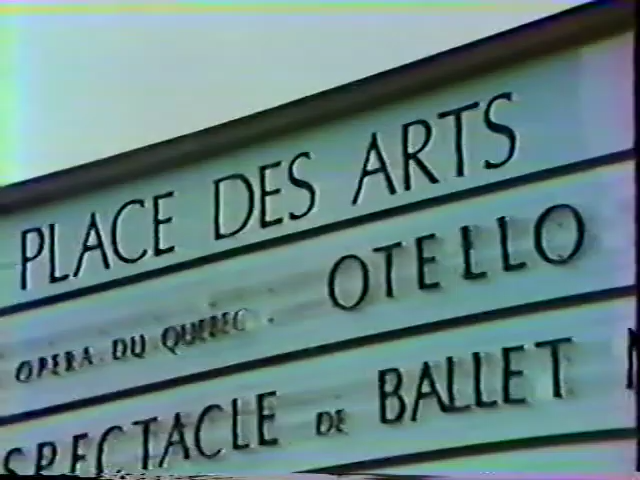 PLACE DES ARTS
OPERA DU QUEBEC. OTELLO
SPECTACLE DE BALLET